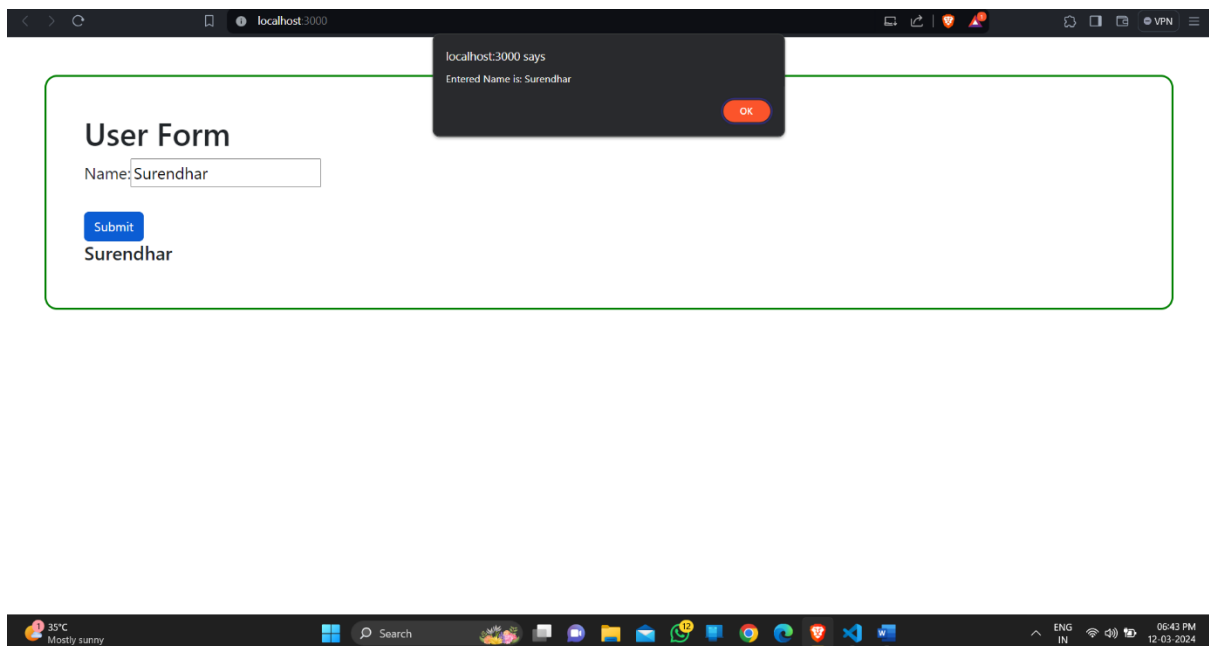 localhost:3000
VPN
localhost:3000 says
Entered Name is: Surendhar
OK
User Form
Name:Surendhar
Submit
Surendhar
1
35°C
Mostly sunny
Search
12
ENG
IN
06:43 PM
12-03-2024